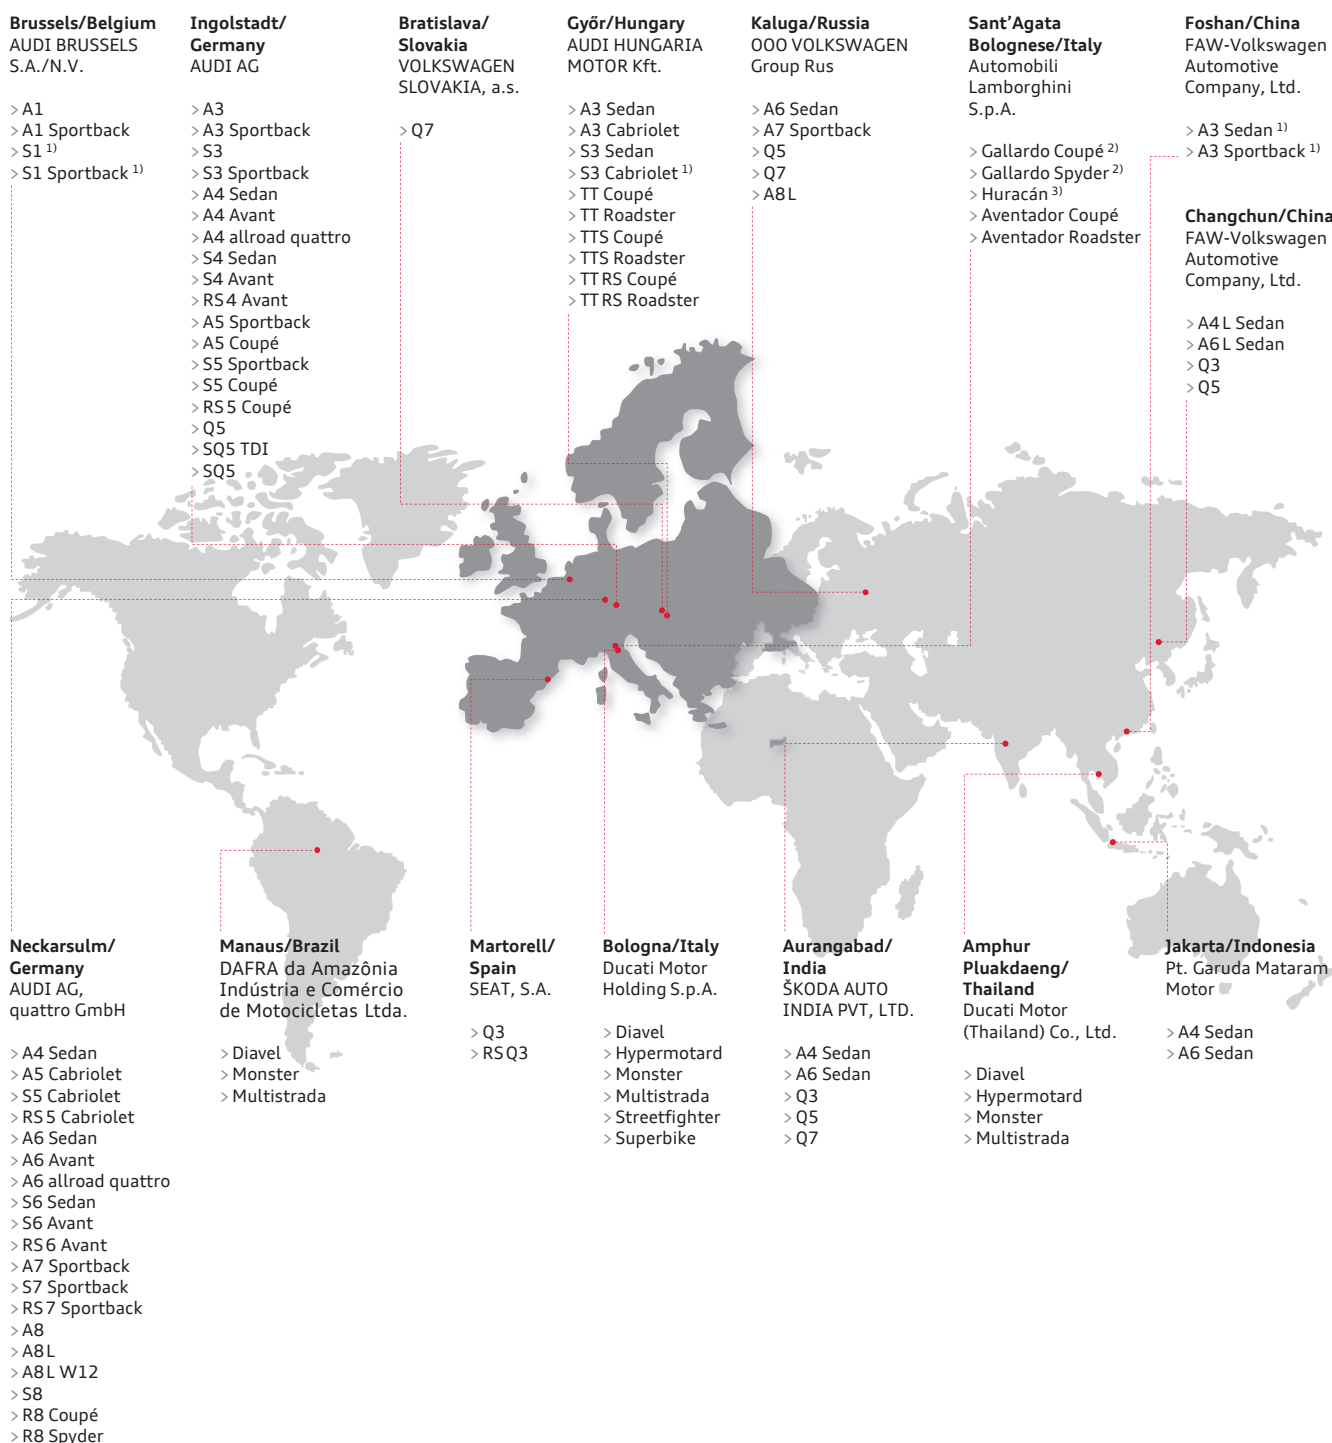 Brussels/Belgium
AUDI BRUSSELS
S.A./N.V.
> A1
> A1 Sportback
> S1 1)
> S1 Sportback 1)
Ingolstadt/
Germany
AUDI AG
> A3
> A3 Sportback
> S3
> S3 Sportback
> A4 Sedan
> A4 Avant
> A4 allroad quattro
> S4 Sedan
> S4 Avant
> RS 4 Avant
> A5 Sportback
> A5 Coupé
> S5 Sportback
> S5 Coupé
> RS 5 Coupé
> Q5
> SQ5 TDI
> SQ5
Bratislava/
Slovakia
VOLKSWAGEN
SLOVAKIA, a.s.
> Q7
Győr/Hungary
AUDI HUNGARIA
MOTOR Kft.
> A3 Sedan
> A3 Cabriolet
> S3 Sedan
> S3 Cabriolet 1)
> TT Coupé
> TT Roadster
> TTS Coupé
> TTS Roadster
> TT RS Coupé
> TT RS Roadster
Kaluga/Russia
OOO VOLKSWAGEN
Group Rus
> A6 Sedan
> A7 Sportback
> Q5
> Q7
> A8 L
Sant’Agata
Bolognese/Italy
Automobili
Lamborghini
S.p.A.
> Gallardo Coupé 2)
> Gallardo Spyder 2)
> Huracán 3)
> Aventador Coupé
> Aventador Roadster
Foshan/China
FAW-Volkswagen
Automotive
Company, Ltd.
> A3 Sedan 1)
> A3 Sportback 1)
Changchun/China
FAW-Volkswagen
Automotive
Company, Ltd.
> A4 L Sedan
> A6 L Sedan
> Q3
> Q5
Neckarsulm/
Germany
AUDI AG,
quattro GmbH
> A4 Sedan
> A5 Cabriolet
> S5 Cabriolet
> RS 5 Cabriolet
> A6 Sedan
> A6 Avant
> A6 allroad quattro
> S6 Sedan
> S6 Avant
> RS 6 Avant
> A7 Sportback
> S7 Sportback
> RS 7 Sportback
> A8
> A8 L
> A8 L W12
> S8
> R8 Coupé
> R8 Spyder
Manaus/Brazil
DAFRA da Amazônia
Indústria e Comércio
de Motocicletas Ltda.
> Diavel
> Monster
> Multistrada
Martorell/
Spain
SEAT, S.A.
> Q3
> RS Q3
Bologna/Italy
Ducati Motor
Holding S.p.A.
> Diavel
> Hypermotard
> Monster
> Multistrada
> Streetfighter
> Superbike
Aurangabad/
India
ŠKODA AUTO
INDIA PVT, LTD.
> A4 Sedan
> A6 Sedan
> Q3
> Q5
> Q7
Amphur
Pluakdaeng/
Thailand
Ducati Motor
(Thailand) Co., Ltd.
> Diavel
> Hypermotard
> Monster
> Multistrada
Jakarta/Indonesia
Pt. Garuda Mataram
Motor
> A4 Sedan
> A6 Sedan